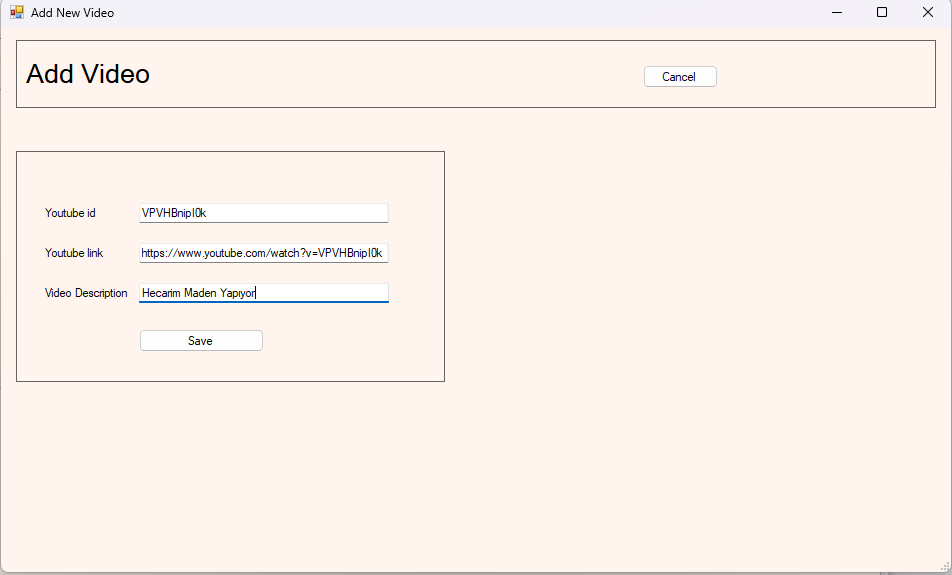 Add New Video
Add Video
Cancel
Youtube id
VPVHBnipI0k
Youtube link
https://www.youtube.com/watch?v=VPVHBnipI0k
Video Description
Hecarim Maden Yapıyor
Save